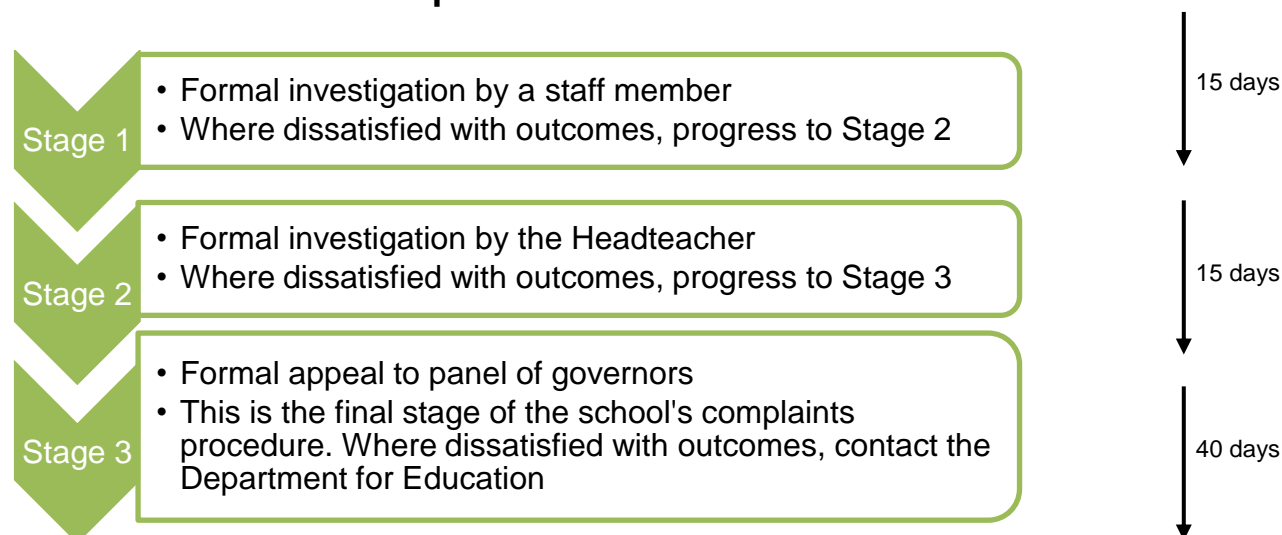 Stage 1
• Formal investigation by a staff member
• Where dissatisfied with outcomes, progress to Stage 2
15 days
Stage 2
• Formal investigation by the Headteacher
• Where dissatisfied with outcomes, progress to Stage 3
15 days
Stage 3
• Formal appeal to panel of governors
• This is the final stage of the school's complaints
procedure. Where dissatisfied with outcomes, contact the
Department for Education
40 days